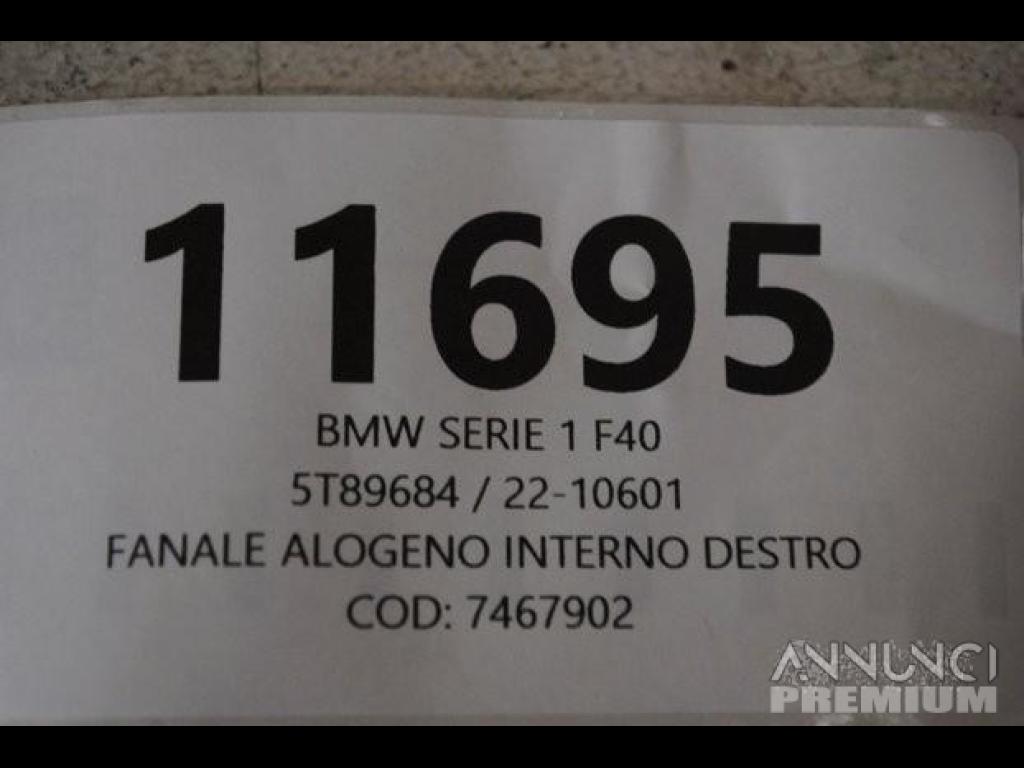 11695
BMW SERIE 1 F40
5T89684 / 22-10601
FANALE ALOGENO INTERNO DESTRO
COD: 7467902
ANNUNCI
PREMIUM